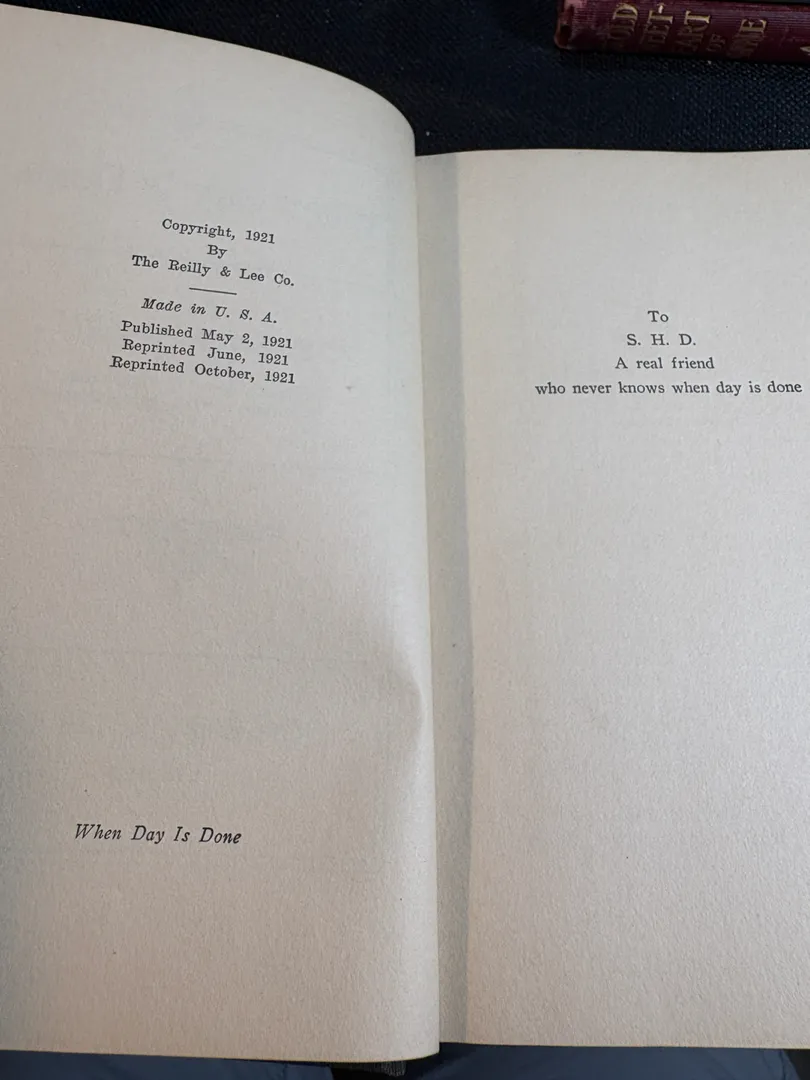 Copyright, 1921
By
The Reilly & Lee Co.
Made in U. S. A.
Published May 2, 1921
Reprinted June, 1921
Reprinted October, 1921
When Day Is Done
To
S. H. D.
A real friend
who never knows when day is done
OF